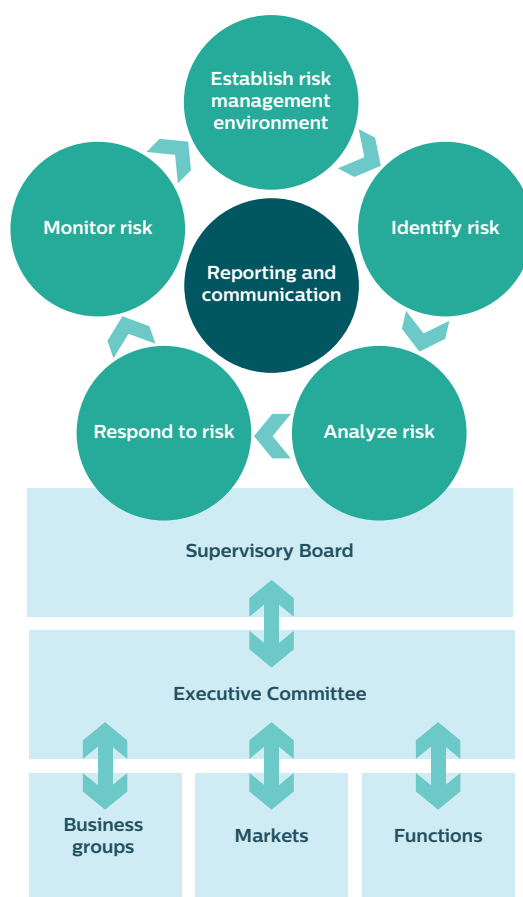 Establish risk
management
environment
Monitor risk
Identify risk
Reporting and
communication
Respond to risk
Analyze risk
Supervisory Board
Executive Committee
Business
groups
Markets
Functions